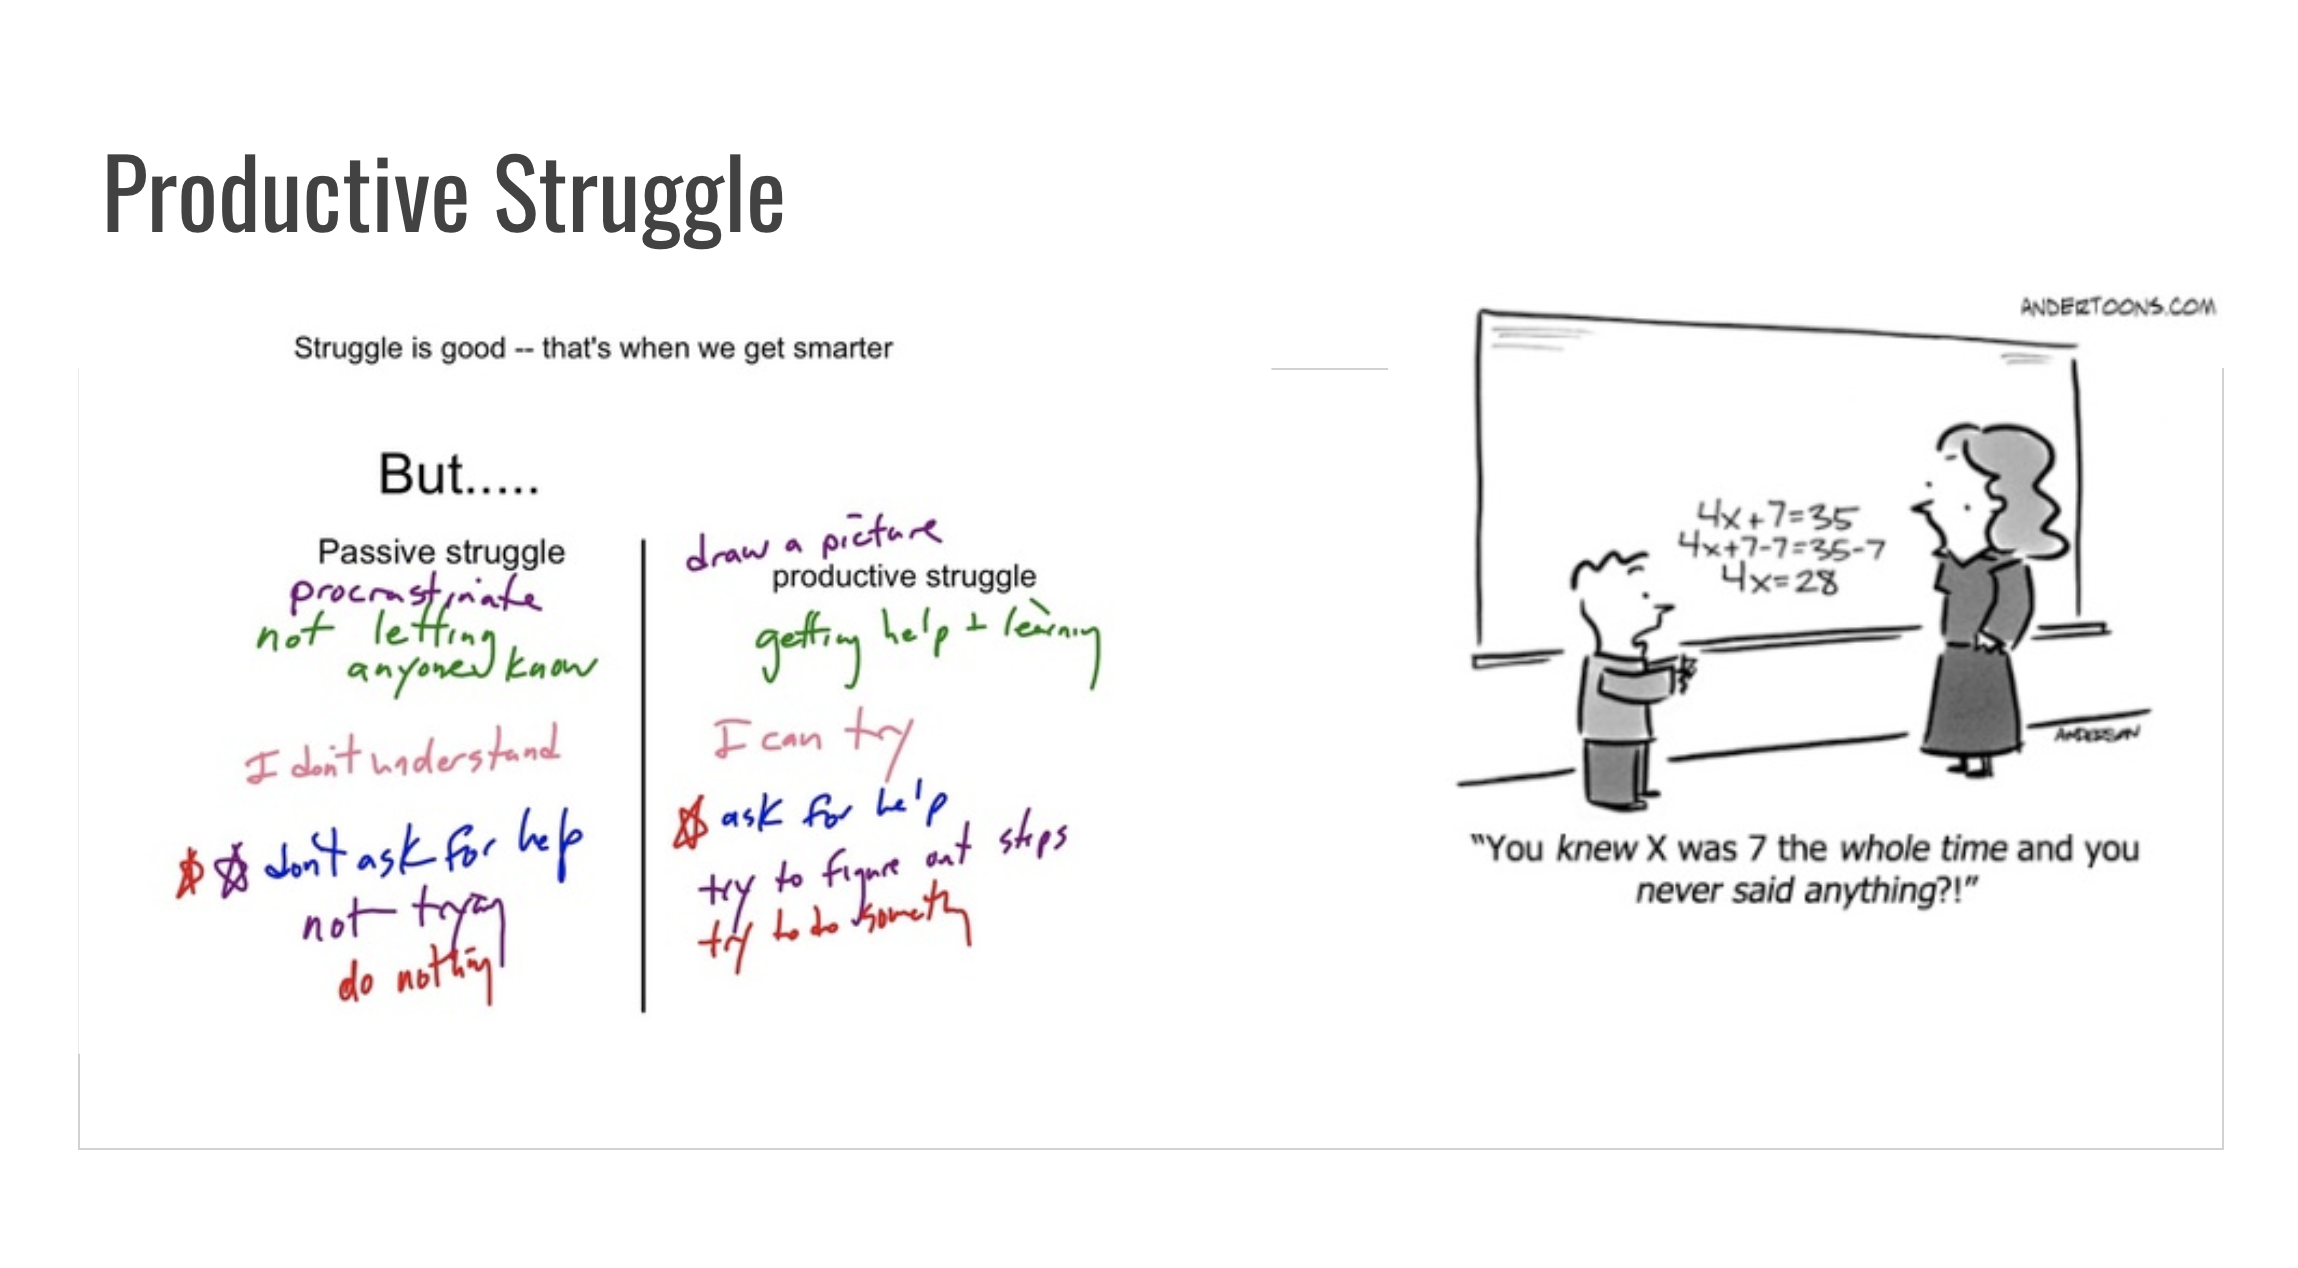 Productive Struggle
Struggle is good -- that's when we get smarter
But.....
Passive struggle
procrastinate
not letting
anyone know
I don't understand
don't ask for help
not trying
do nothing
draw a picture
productive struggle
getting help + learning
I can try
ask for help
try to figure out steps
try to do someth
ANDERTOONS.COM
4x+7=35
4x+7-7=35-7
4x=28
ANDERSON
"You knew X was 7 the whole time and you
never said anything?!"